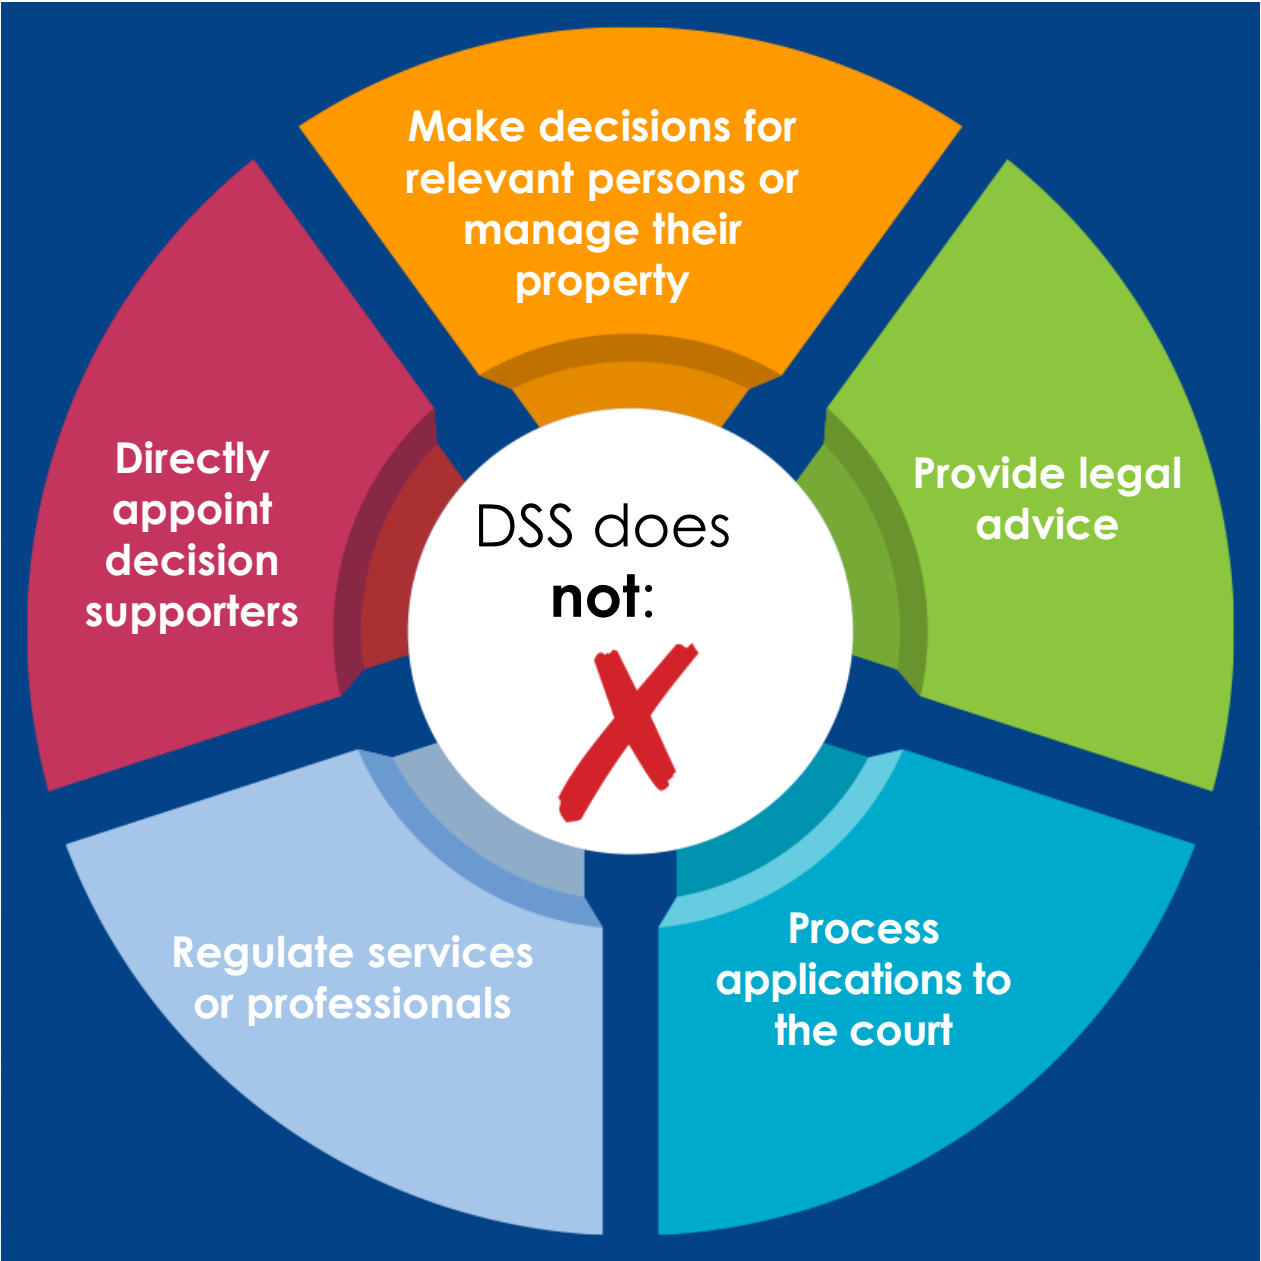 Make decisions for
relevant persons or
manage their
property
Provide legal
advice
Process
applications to
the court
Regulate services
or professionals
Directly
appoint
decision
supporters
DSS does
not: